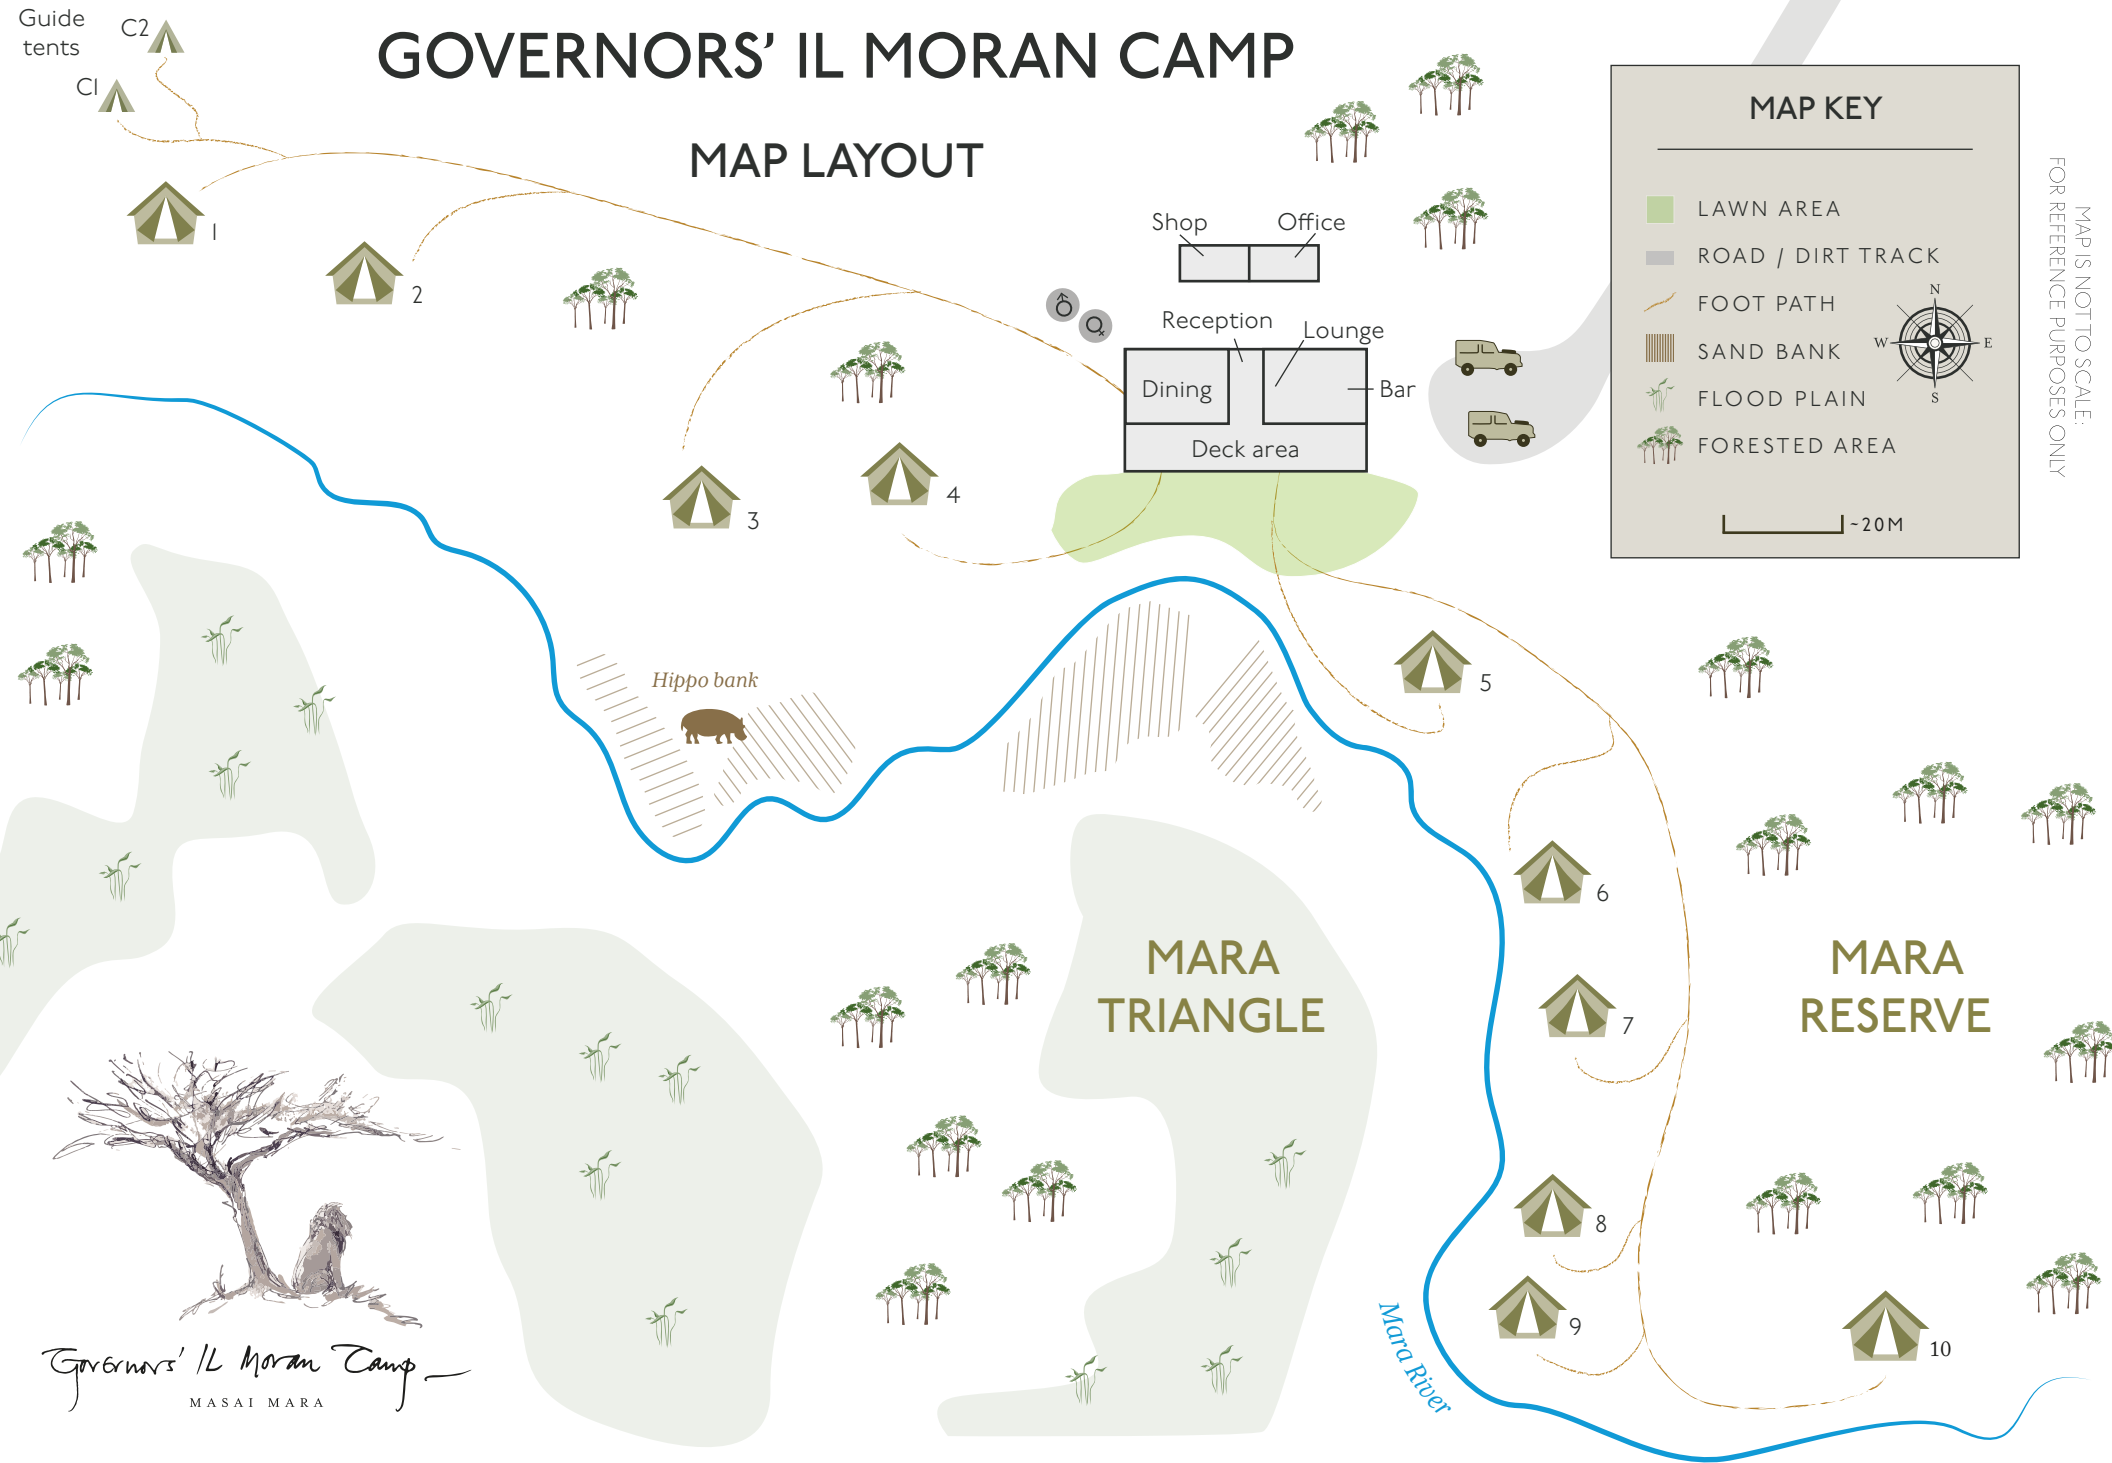 Guide
tents
C2
C1
GOVERNORS’ IL MORAN CAMP
MAP LAYOUT
1
2
3
4
Shop
Office
Reception
Lounge
Dining
Bar
Deck area
MAP KEY
LAWN AREA
ROAD / DIRT TRACK
FOOT PATH
SAND BANK
FLOOD PLAIN
FORESTED AREA
N
W
E
S
~20M
MAP IS NOT TO SCALE:
FOR REFERENCE PURPOSES ONLY
Hippo bank
5
6
7
8
9
10
MARA
TRIANGLE
MARA
RESERVE
Mara River
Governors' IL Moran Camp
MASAI MARA